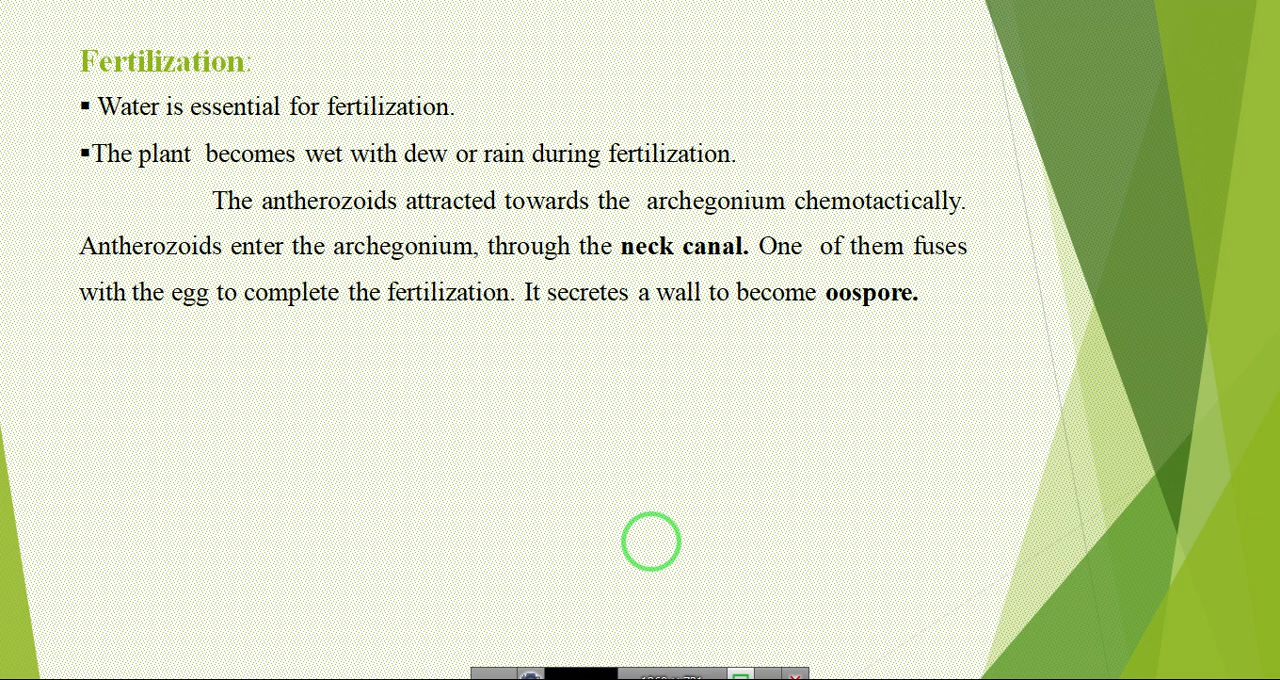 Fertilization:
▪ Water is essential for fertilization.
▪The plant becomes wet with dew or rain during fertilization.
The antherozoids attracted towards the archegonium chemotactically.
Antherozoids enter the archegonium, through the neck canal. One of them fuses
with the egg to complete the fertilization. It secretes a wall to become oospore.